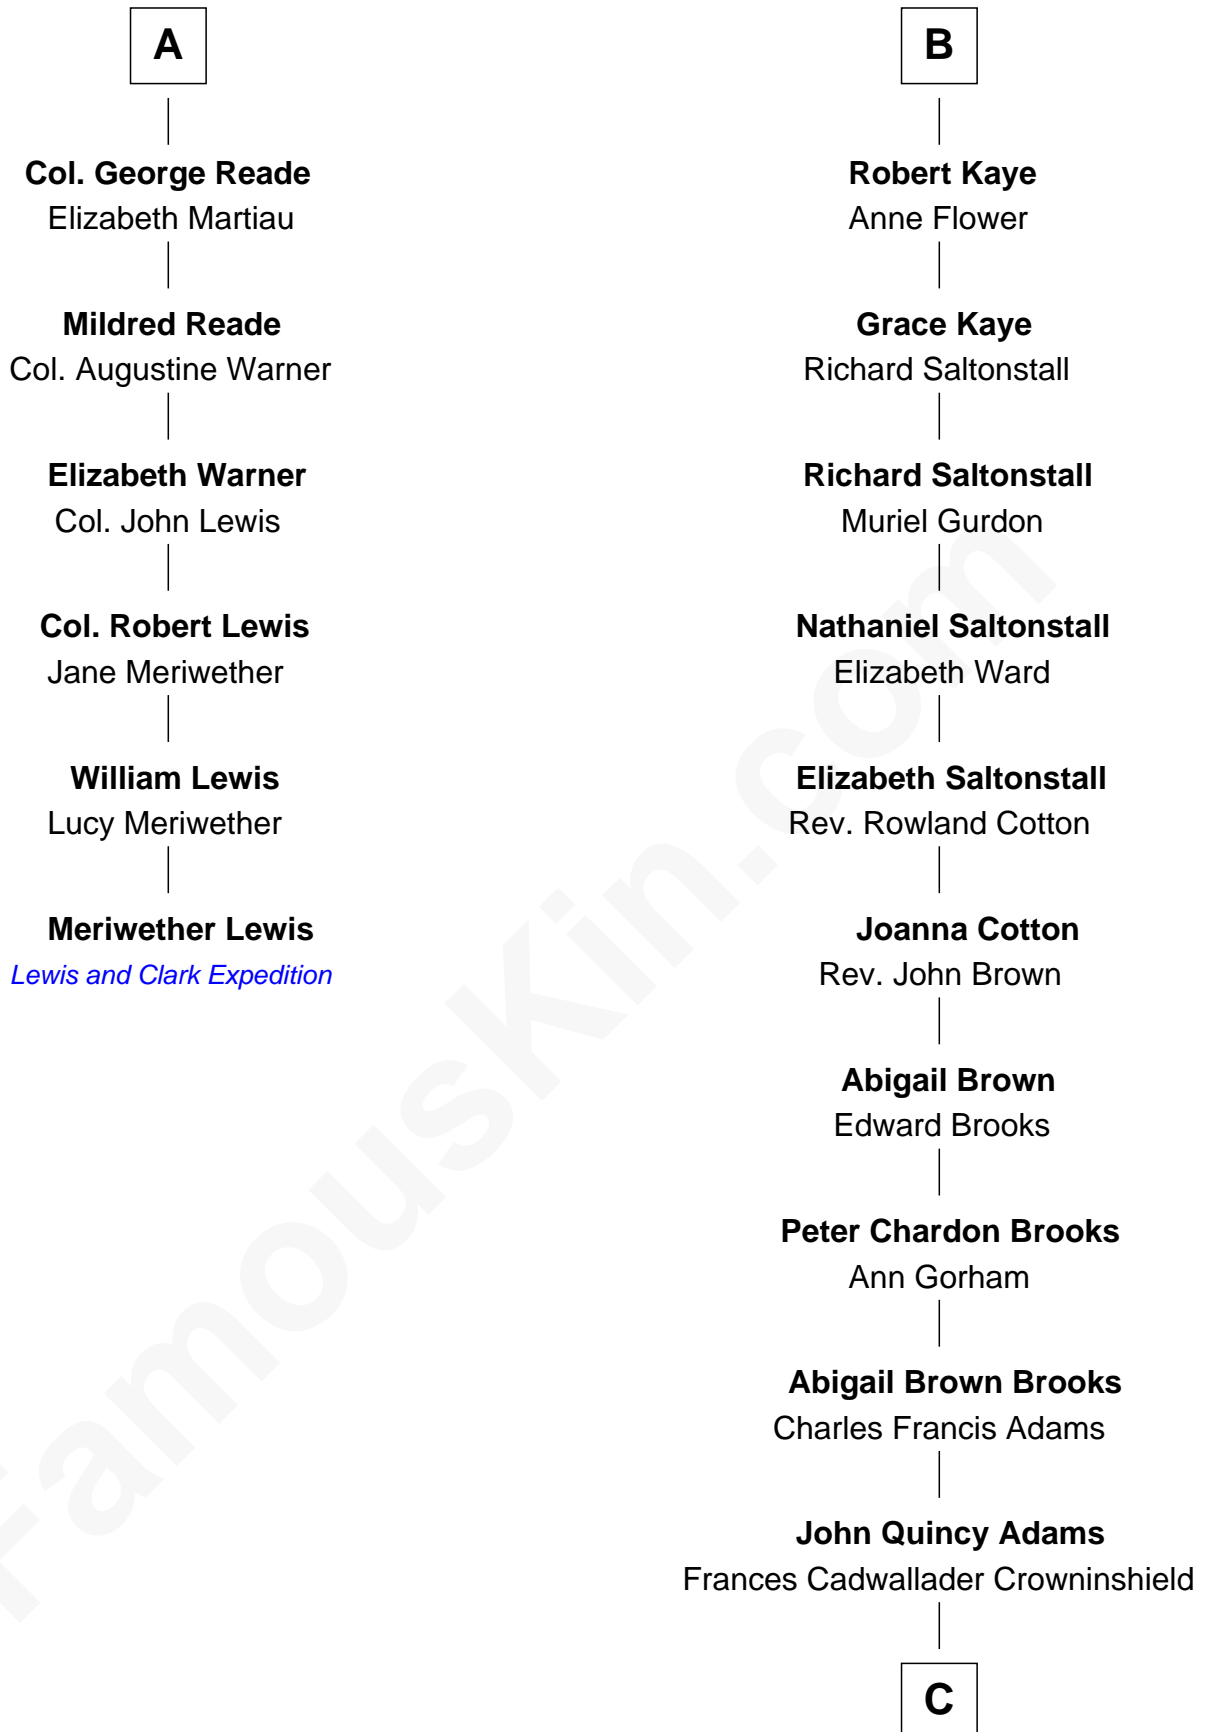 A
Col. George Reade
Elizabeth Martiau
Mildred Reade
Col. Augustine Warner
Elizabeth Warner
Col. John Lewis
Col. Robert Lewis
Jane Meriwether
William Lewis
Lucy Meriwether
Meriwether Lewis
Lewis and Clark Expedition
B
Robert Kaye
Anne Flower
Grace Kaye
Richard Saltonstall
Richard Saltonstall
Muriel Gurdon
Nathaniel Saltonstall
Elizabeth Ward
Elizabeth Saltonstall
Rev. Rowland Cotton
Joanna Cotton
Rev. John Brown
Abigail Brown
Edward Brooks
Peter Chardon Brooks
Ann Gorham
Abigail Brown Brooks
Charles Francis Adams
John Quincy Adams
Frances Cadwallader Crowninshield
C
FamousKin.com